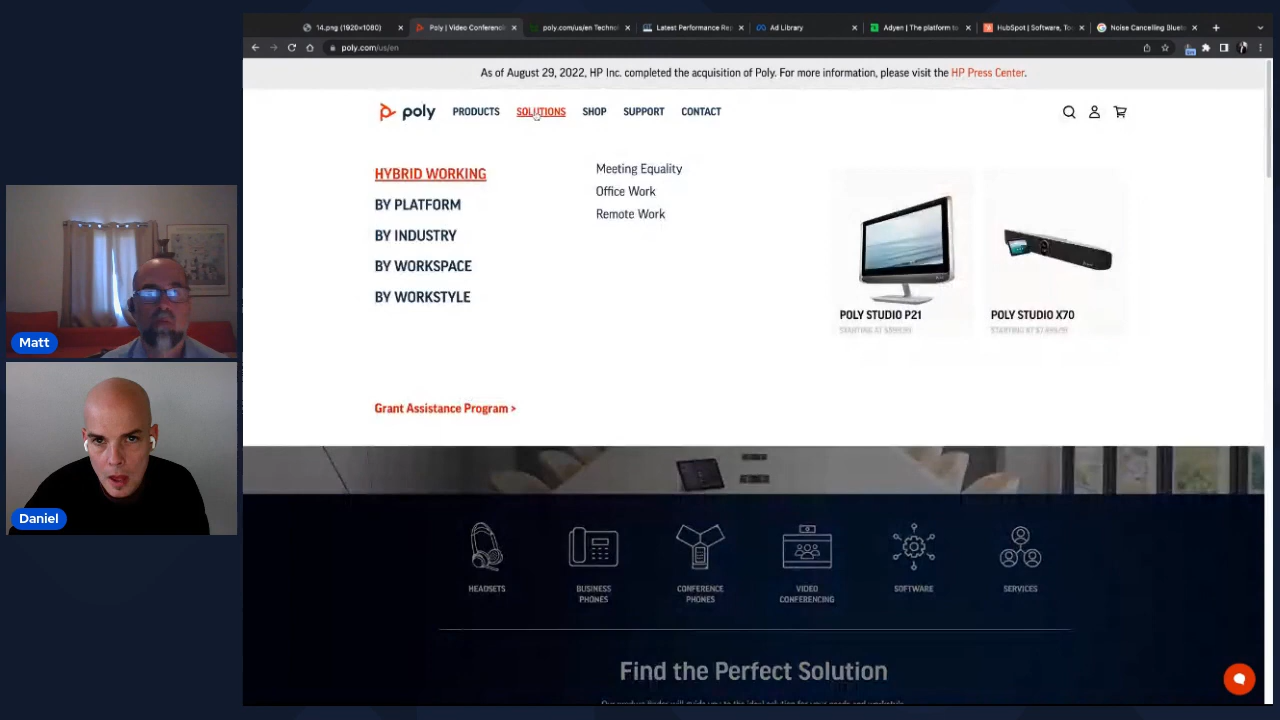 14.png (1920×1080)
Poly | Video Conferenci
poly.com/us/en Technol
Latest Performance Rep
Ad Library
Adyen | The platform to
HubSpot | Software, To
Noise Cancelling Blueto
poly.com/us/en
As of August 29, 2022, HP Inc. completed the acquisition of Poly. For more information, please visit the HP Press Center.
poly
PRODUCTS
SOLUTIONS
SHOP
SUPPORT
CONTACT
HYBRID WORKING
BY PLATFORM
BY INDUSTRY
BY WORKSPACE
BY WORKSTYLE
Meeting Equality
Office Work
Remote Work
POLY STUDIO P21
POLY STUDIO X70
Grant Assistance Program >
HEADSETS
BUSINESS
PHONES
CONFERENCE
PHONES
VIDEO
CONFERENCING
SOFTWARE
SERVICES
Find the Perfect Solution
Matt
Daniel